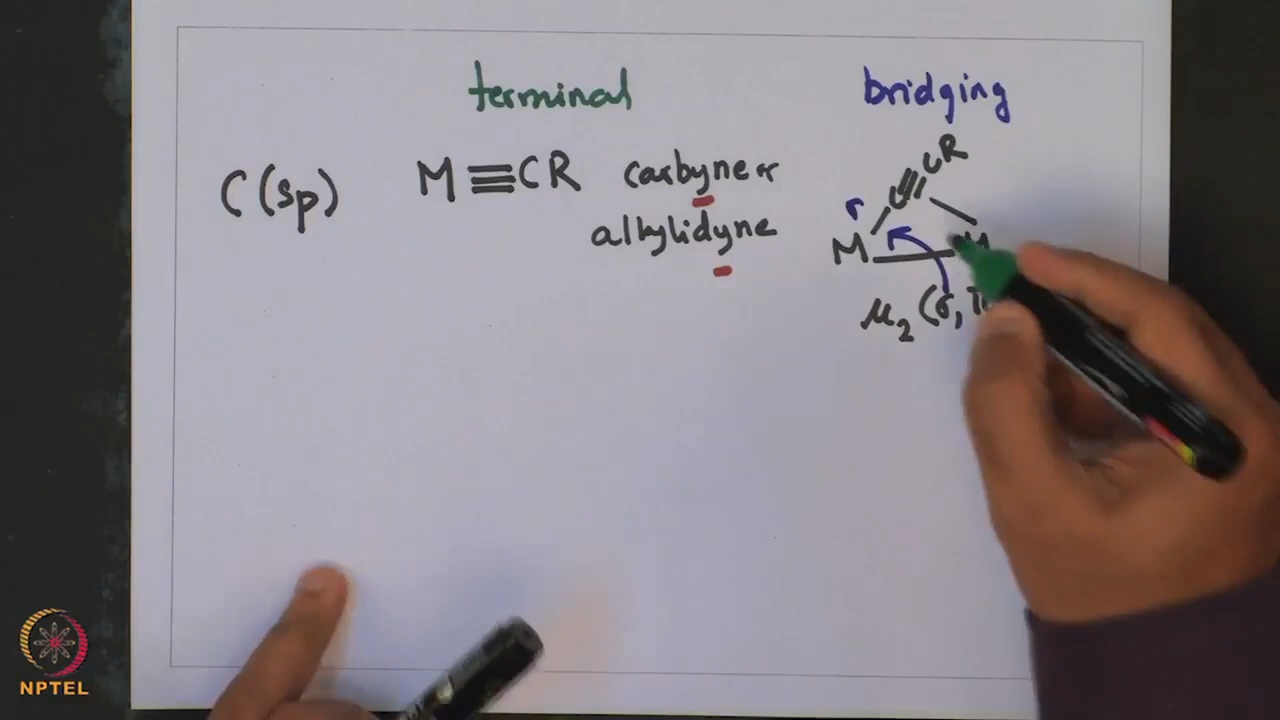 terminal bridging
C(sp) M≡CR carbyne or
alkylidyne
C≡CR
σ
M M
μ2 (σ, π
NPTEL